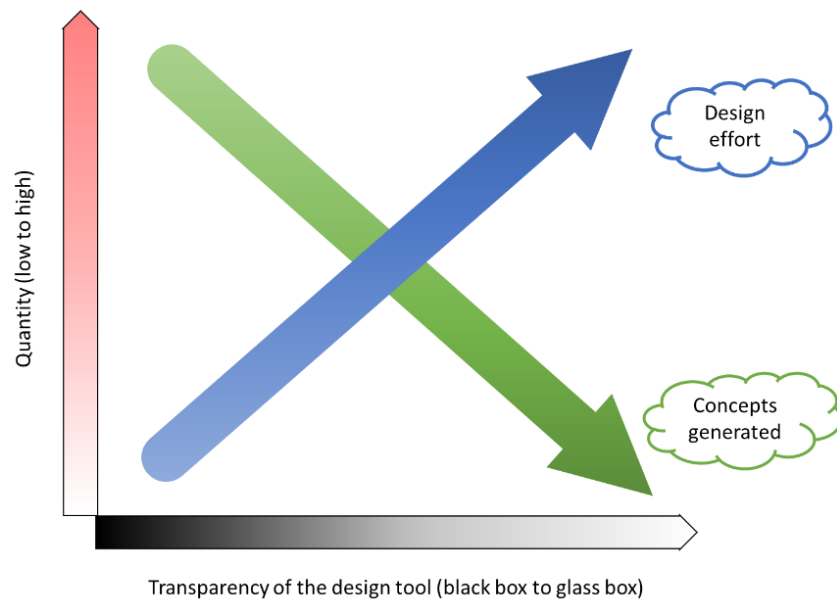 Quantity (low to high)
Design
effort
Concepts
generated
Transparency of the design tool (black box to glass box)